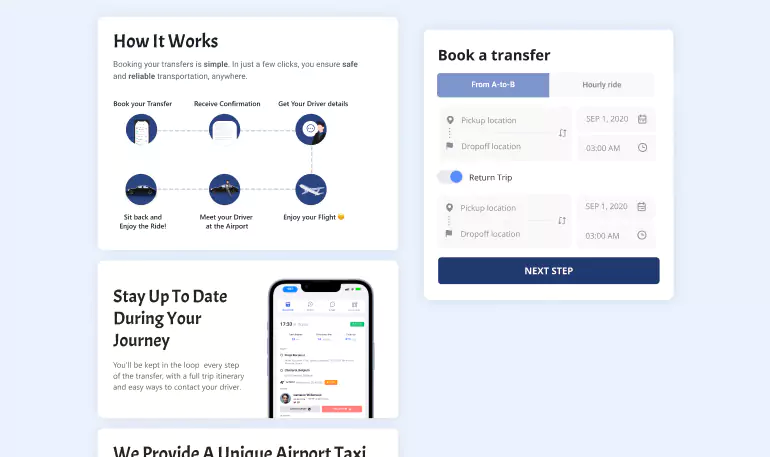 How It Works
Booking your transfers is simple. In just a few clicks, you ensure safe
and reliable transportation, anywhere.
Book your Transfer
Receive Confirmation
Get Your Driver details
Sit back and
Enjoy the Ride!
Meet your Driver
at the Airport
Enjoy your Flight 😊
Stay Up To Date
During Your
Journey
You'll be kept in the loop every step
of the transfer, with a full trip itinerary
and easy ways to contact your driver.
17:30
We Provide A Unique Airport Taxi
Book a transfer
From A-to-B
Hourly ride
Pickup location
Dropoff location
SEP 1, 2020
03:00 AM
Return Trip
Pickup location
Dropoff location
SEP 1, 2020
03:00 AM
NEXT STEP